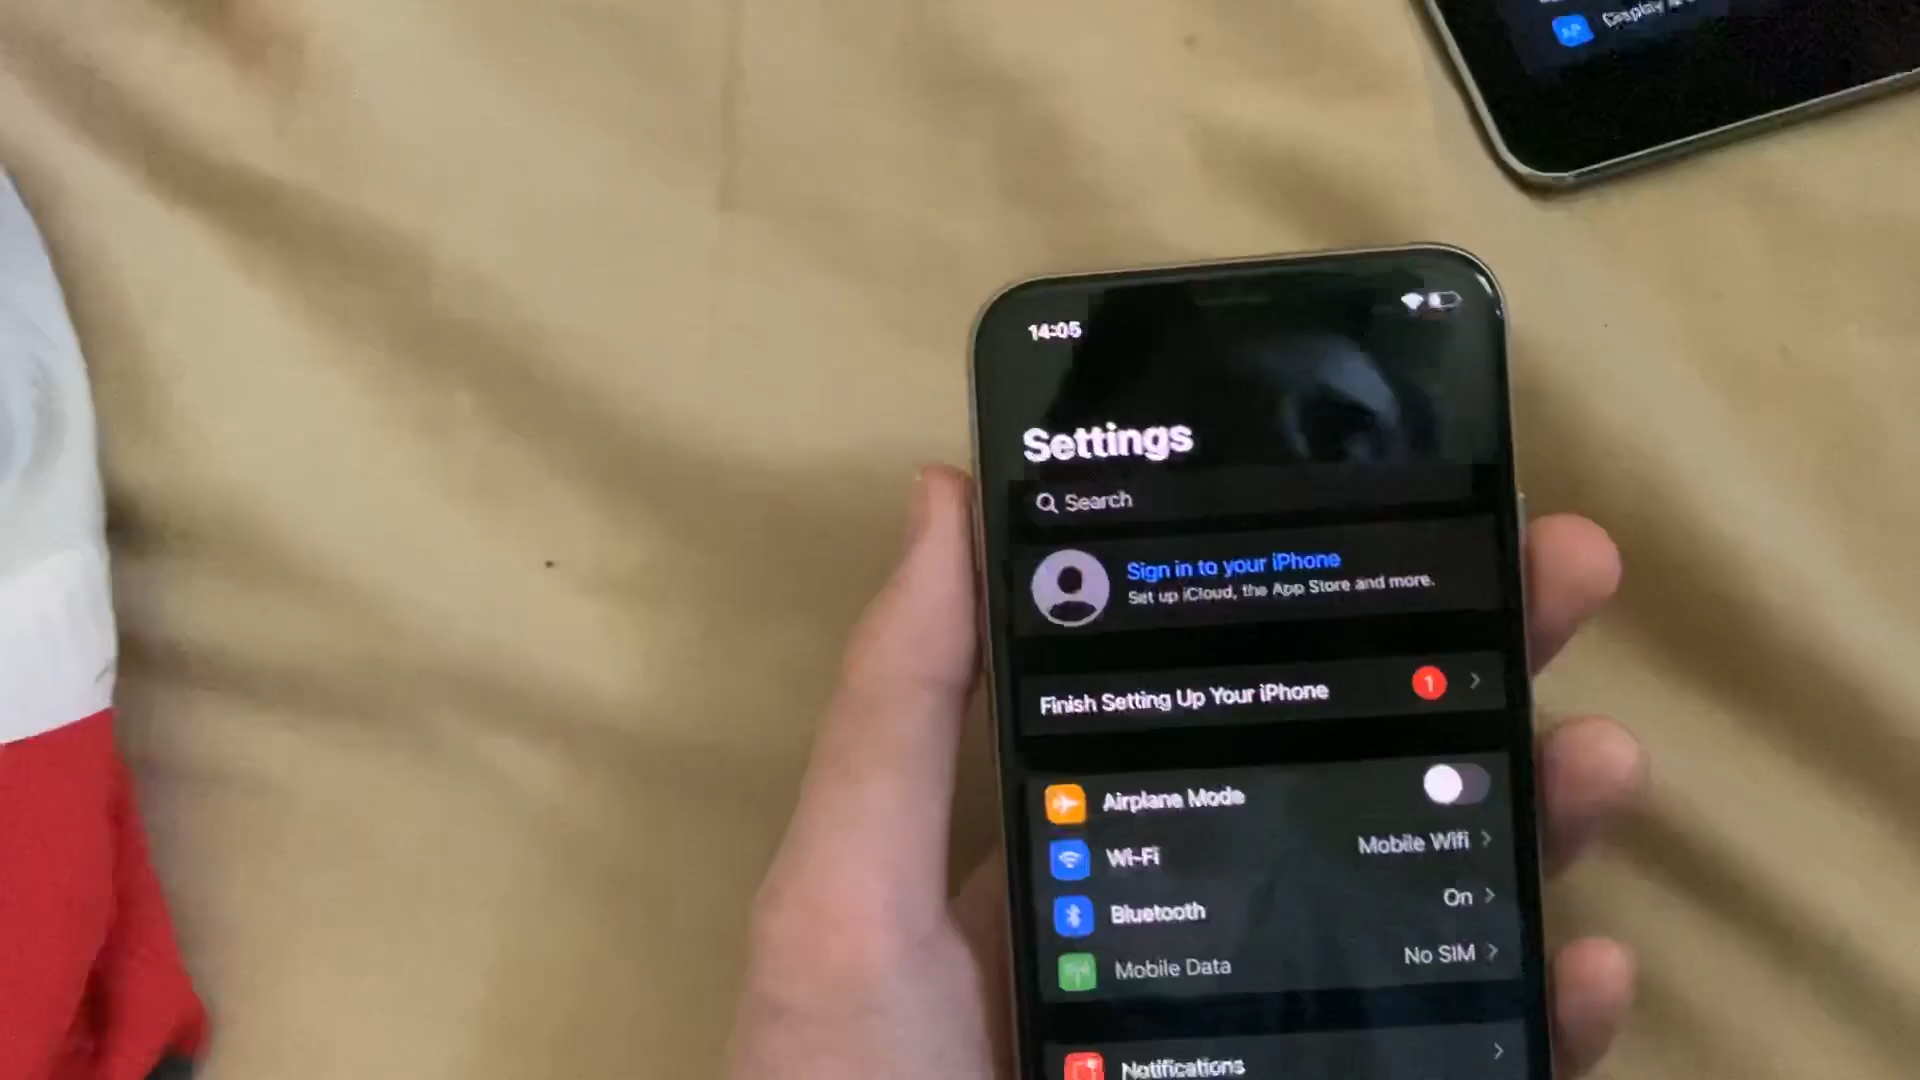 Display &
14:05
Settings
Search
Sign in to your iPhone
Set up iCloud, the App Store and more.
Finish Setting Up Your iPhone 1
Airplane Mode
Wi-Fi Mobile Wifi
Bluetooth On
Mobile Data No SIM
Notifications